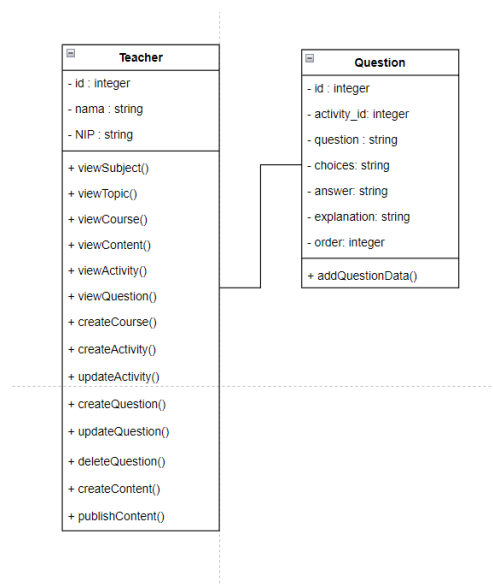 Teacher
- id : integer
- nama : string
- NIP : string
+ viewSubject()
+ viewTopic()
+ viewCourse()
+ viewContent()
+ viewActivity()
+ viewQuestion()
+ createCourse()
+ createActivity()
+ updateActivity()
+ createQuestion()
+ updateQuestion()
+ deleteQuestion()
+ createContent()
+ publishContent()
Question
- id : integer
- activity_id: integer
- question : string
- choices: string
- answer: string
- explanation: string
- order: integer
+ addQuestionData()